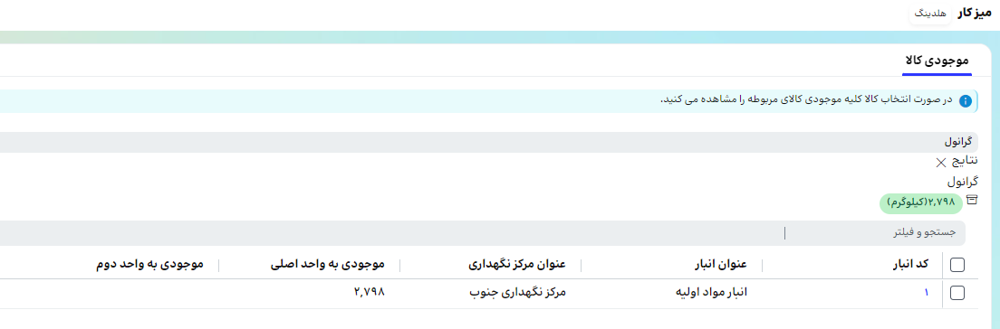 میز کار هلدینگ
موجودی کالا
در صورت انتخاب کالا کلیه موجودی کالای مربوطه را مشاهده می کنید.
گرانول
نتایج
گرانول
۲,۷۹۸(کیلوگرم)
جستجو و فیلتر
کد انبار عنوان انبار عنوان مرکز نگهداری موجودی به واحد اصلی موجودی به واحد دوم
۱ انبار مواد اولیه مرکز نگهداری جنوب ۲,۷۹۸